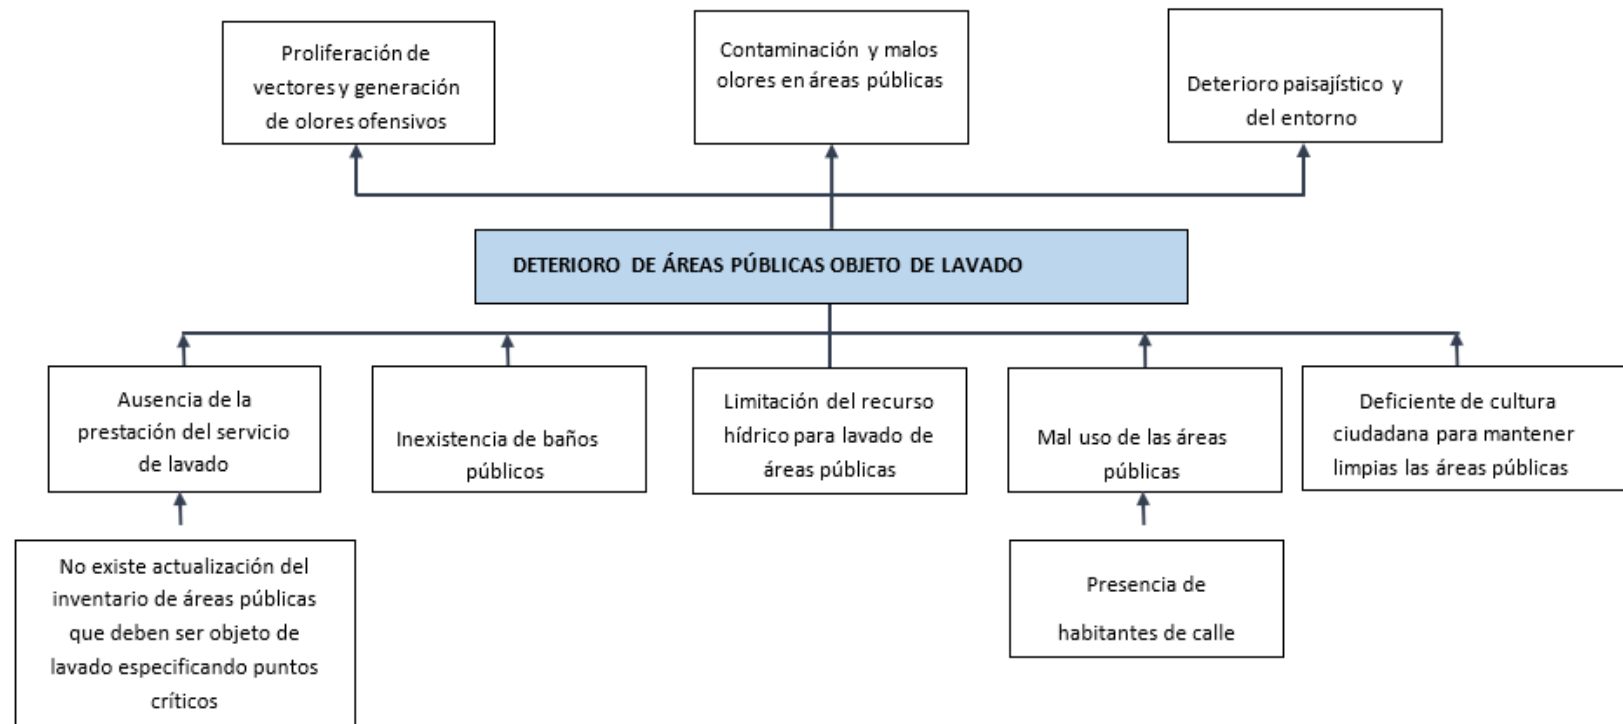 Proliferación de
vectores y generación
de olores ofensivos
Contaminación y malos
olores en áreas públicas
Deterioro paisajístico y
del entorno
DETERIORO DE ÁREAS PÚBLICAS OBJETO DE LAVADO
Ausencia de la
prestación del servicio
de lavado
Inexistencia de baños
públicos
Limitación del recurso
hídrico para lavado de
áreas públicas
Mal uso de las áreas
públicas
Deficiente de cultura
ciudadana para mantener
limpias las áreas públicas
No existe actualización del
inventario de áreas públicas
que deben ser objeto de
lavado especificando puntos
críticos
Presencia de
habitantes de calle